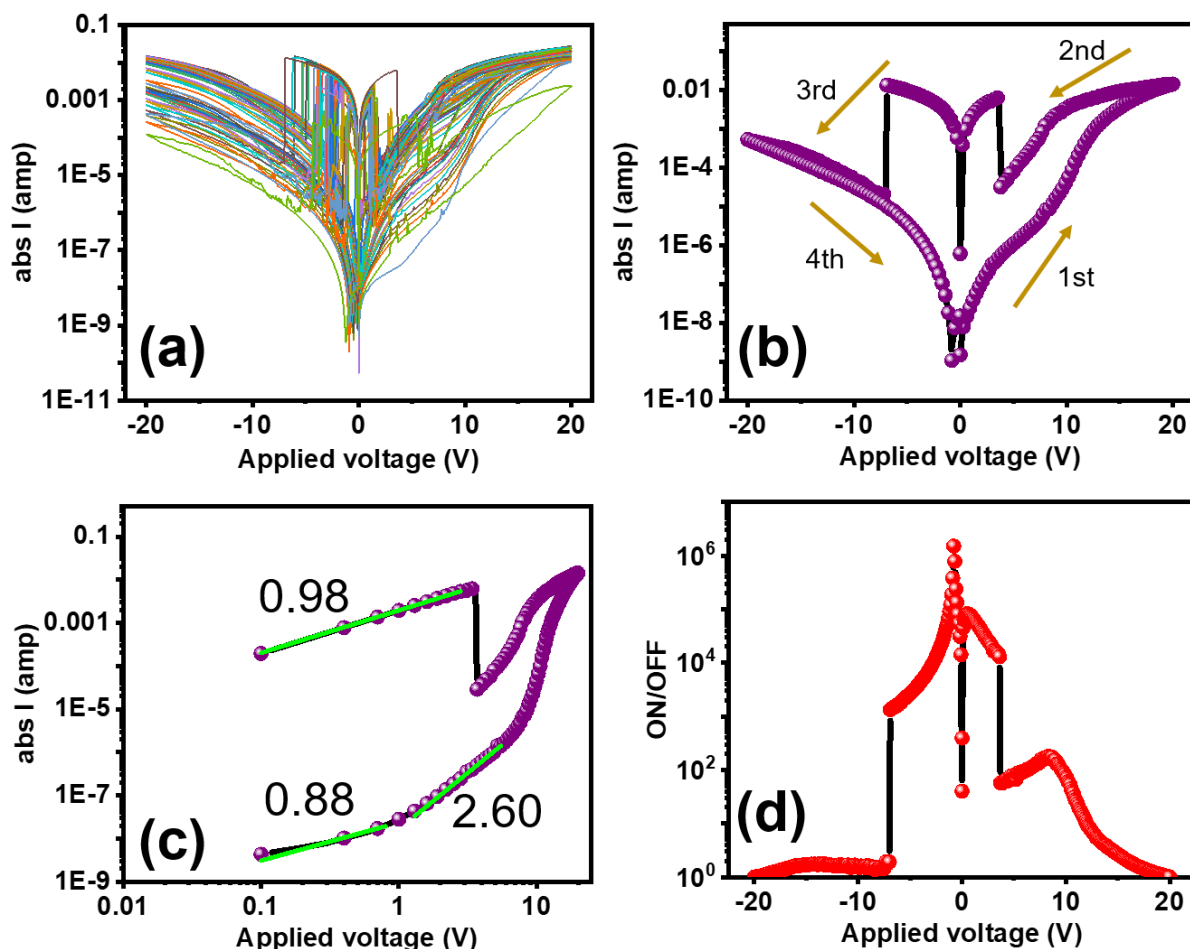 0.1
0.001
1E-5
1E-7
1E-9
1E-11
abs I (amp)
-20 -10 0 10 20
Applied voltage (V)
(a)
0.01
1E-4
1E-6
1E-8
1E-10
abs I (amp)
3rd
2nd
4th
1st
-20 -10 0 10 20
Applied voltage (V)
(b)
0.1
0.001
1E-5
1E-7
1E-9
abs I (amp)
0.98
0.88
2.60
0.01 0.1 1 10
Applied voltage (V)
(c)
10⁶
10⁴
10²
10⁰
ON/OFF
-20 -10 0 10 20
Applied voltage (V)
(d)